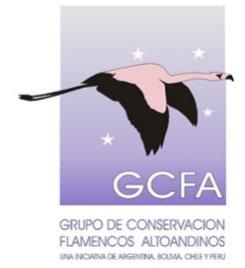 GCFA
GRUPO DE CONSERVACION
FLAMENCOS ALTOANDINOS
UNA INICIATIVA DE ARGENTINA, BOLIVIA, CHILE Y PERU